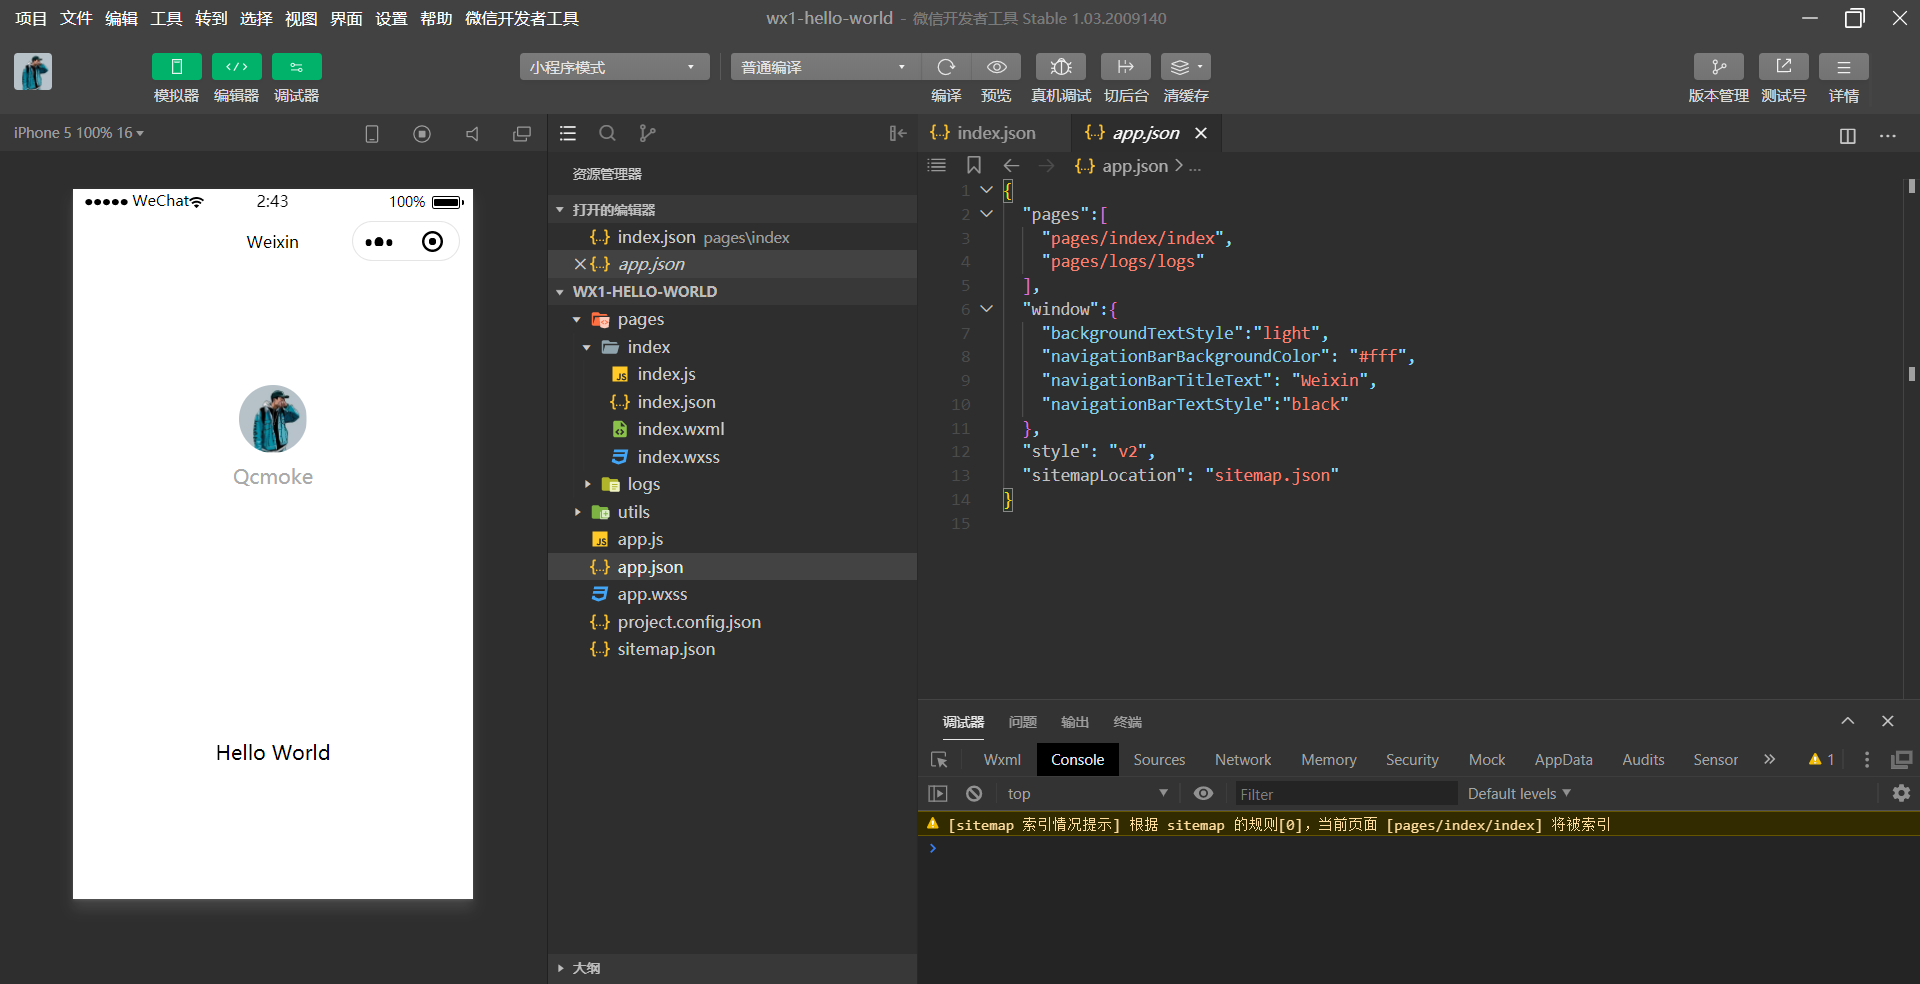 项目 文件 编辑 工具 转到 选择 视图 界面 设置 帮助 微信开发者工具
wx1-hello-world - 微信开发者工具 Stable 1.03.2009140
模拟器 编辑器 调试器
小程序模式
普通编译
编译 预览 真机调试 切后台 清缓存
版本管理 测试号 详情
iPhone 5 100% 16
WeChat 2:43 100%
Weixin
Qcmoke
Hello World
资源管理器
打开的编辑器
index.json pages\index
app.json
WX1-HELLO-WORLD
pages
index
index.js
index.json
index.wxml
index.wxss
logs
utils
app.js
app.json
app.wxss
project.config.json
sitemap.json
大纲
index.json app.json
app.json > ...
1 {
2 "pages":[
3 "pages/index/index",
4 "pages/logs/logs"
5 ],
6 "window":{
7 "backgroundTextStyle":"light",
8 "navigationBarBackgroundColor": "#fff",
9 "navigationBarTitleText": "Weixin",
10 "navigationBarTextStyle":"black"
11 },
12 "style": "v2",
13 "sitemapLocation": "sitemap.json"
14 }
15
调试器 问题 输出 终端
Wxml Console Sources Network Memory Security Mock AppData Audits Sensor 1
top Filter Default levels
[sitemap 索引情况提示] 根据 sitemap 的规则[0]，当前页面 [pages/index/index] 将被索引